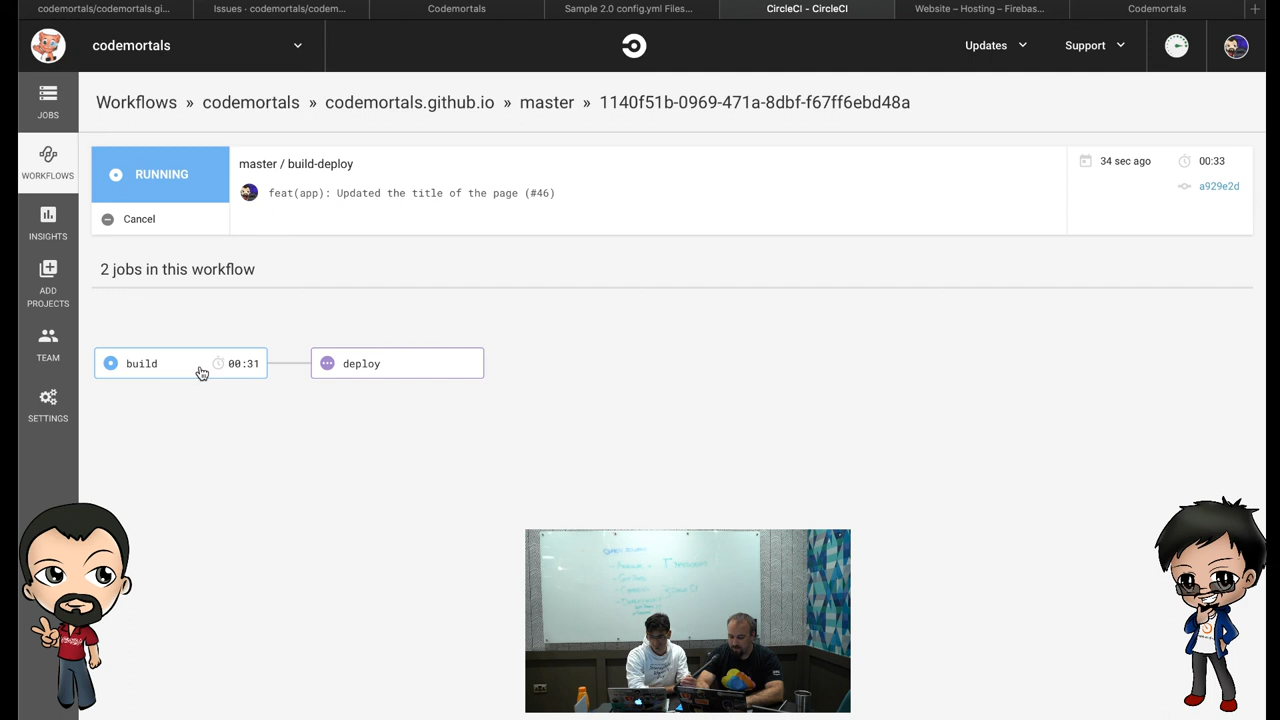 codemortals/codemortals.gi...
Issues · codemortals/codem...
Codemortals
Sample 2.0 config.yml Files...
CircleCI - CircleCI
Website – Hosting – Firebas...
Codemortals
codemortals
Updates
Support
JOBS
WORKFLOWS
INSIGHTS
ADD
PROJECTS
TEAM
SETTINGS
Workflows » codemortals » codemortals.github.io » master » 1140f51b-0969-471a-8dbf-f67ff6ebd48a
RUNNING
Cancel
master / build-deploy
feat(app): Updated the title of the page (#46)
34 sec ago
00:33
a929e2d
2 jobs in this workflow
build 00:31
deploy